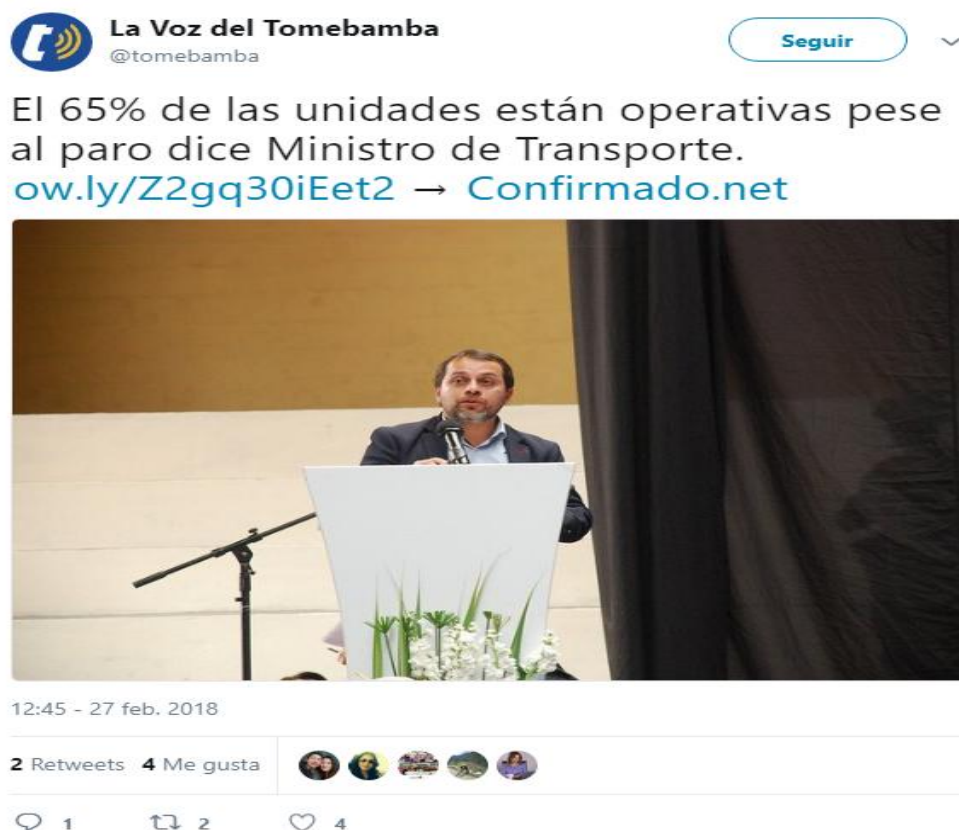 La Voz del Tomebamba
@tomebamba
Seguir
El 65% de las unidades están operativas pese
al paro dice Ministro de Transporte.
ow.ly/Z2gq30iEet2 → Confirmado.net
12:45 - 27 feb. 2018
2 Retweets 4 Me gusta
1 2 4